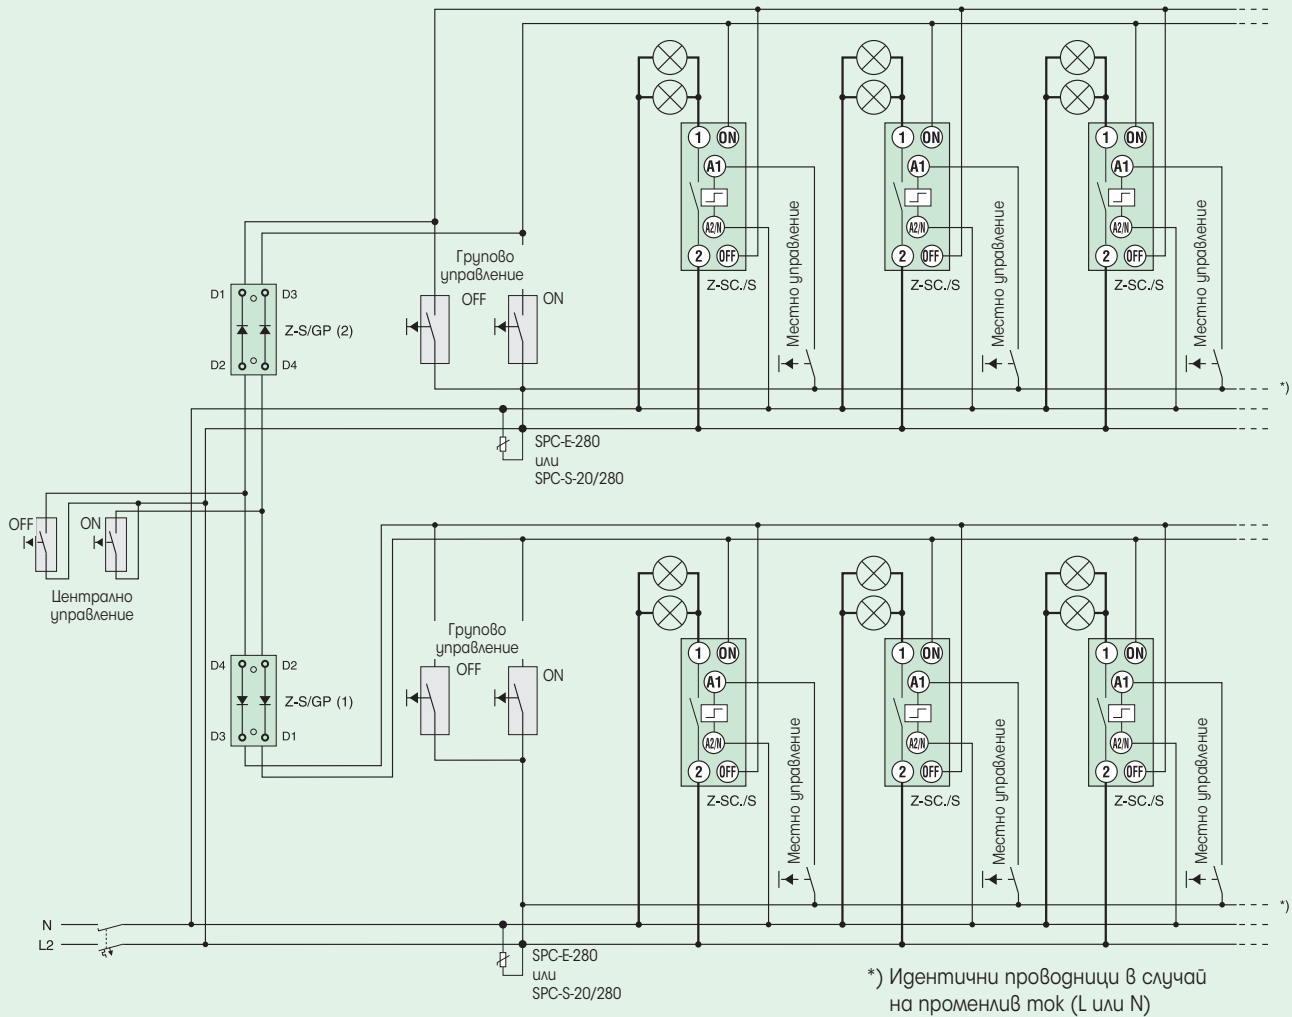 1 ON
A1
A2/N
2 OFF
Z-SC./S
Местно управление
1 ON
A1
A2/N
2 OFF
Z-SC./S
Местно управление
1 ON
A1
A2/N
2 OFF
Z-SC./S
Местно управление
Групово
управление
OFF
ON
D1
D3
Z-S/GP (2)
D2
D4
*)
SPC-E-280
или
SPC-S-20/280
OFF
ON
Централно
управление
1 ON
A1
A2/N
2 OFF
Z-SC./S
Местно управление
1 ON
A1
A2/N
2 OFF
Z-SC./S
Местно управление
1 ON
A1
A2/N
2 OFF
Z-SC./S
Местно управление
Групово
управление
OFF
ON
D4
D2
Z-S/GP (1)
D3
D1
*)
N
L2
SPC-E-280
или
SPC-S-20/280
*) Идентични проводници в случай
на променлив ток (L или N)